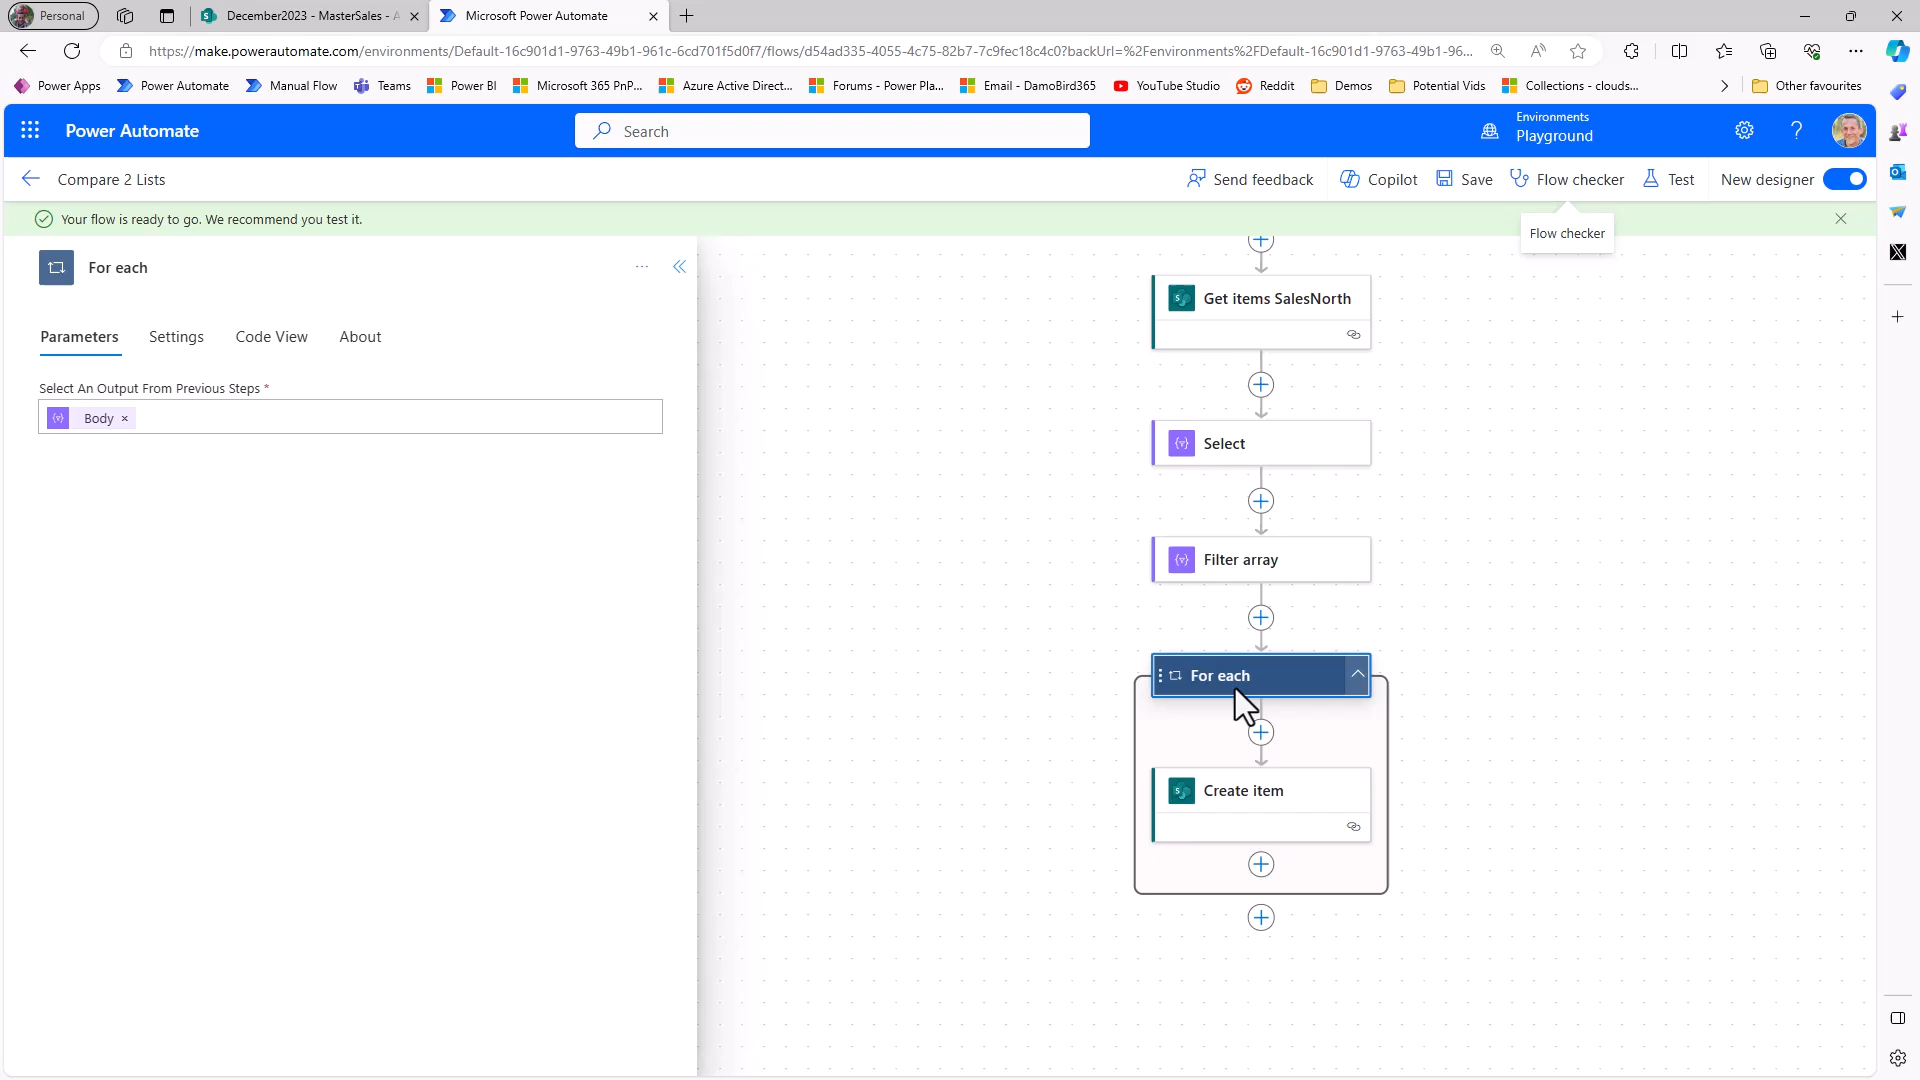 Personal
December2023 - MasterSales - A
Microsoft Power Automate
https://make.powerautomate.com/environments/Default-16c901d1-9763-49b1-961c-6cd701f5d0f7/flows/d54ad335-4055-4c75-82b7-7c9fec18c4c0?backUrl=%2Fenvironments%2FDefault-16c901d1-9763-49b1-96...
Power Apps
Power Automate
Manual Flow
Teams
Power BI
Microsoft 365 PnP...
Azure Active Direct...
Forums - Power Pla...
Email - DamoBird365
YouTube Studio
Reddit
Demos
Potential Vids
Collections - clouds...
Other favourites
Power Automate
Search
Environments
Playground
Compare 2 Lists
Send feedback
Copilot
Save
Flow checker
Test
New designer
Your flow is ready to go. We recommend you test it.
Flow checker
For each
Parameters
Settings
Code View
About
Select An Output From Previous Steps *
Body ×
Get items SalesNorth
Select
Filter array
For each
Create item